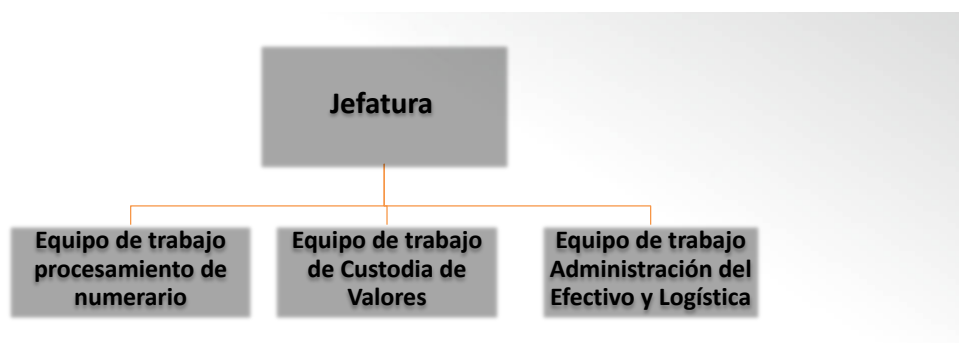 Jefatura
Equipo de trabajo
procesamiento de
numerario
Equipo de trabajo
de Custodia de
Valores
Equipo de trabajo
Administración del
Efectivo y Logística